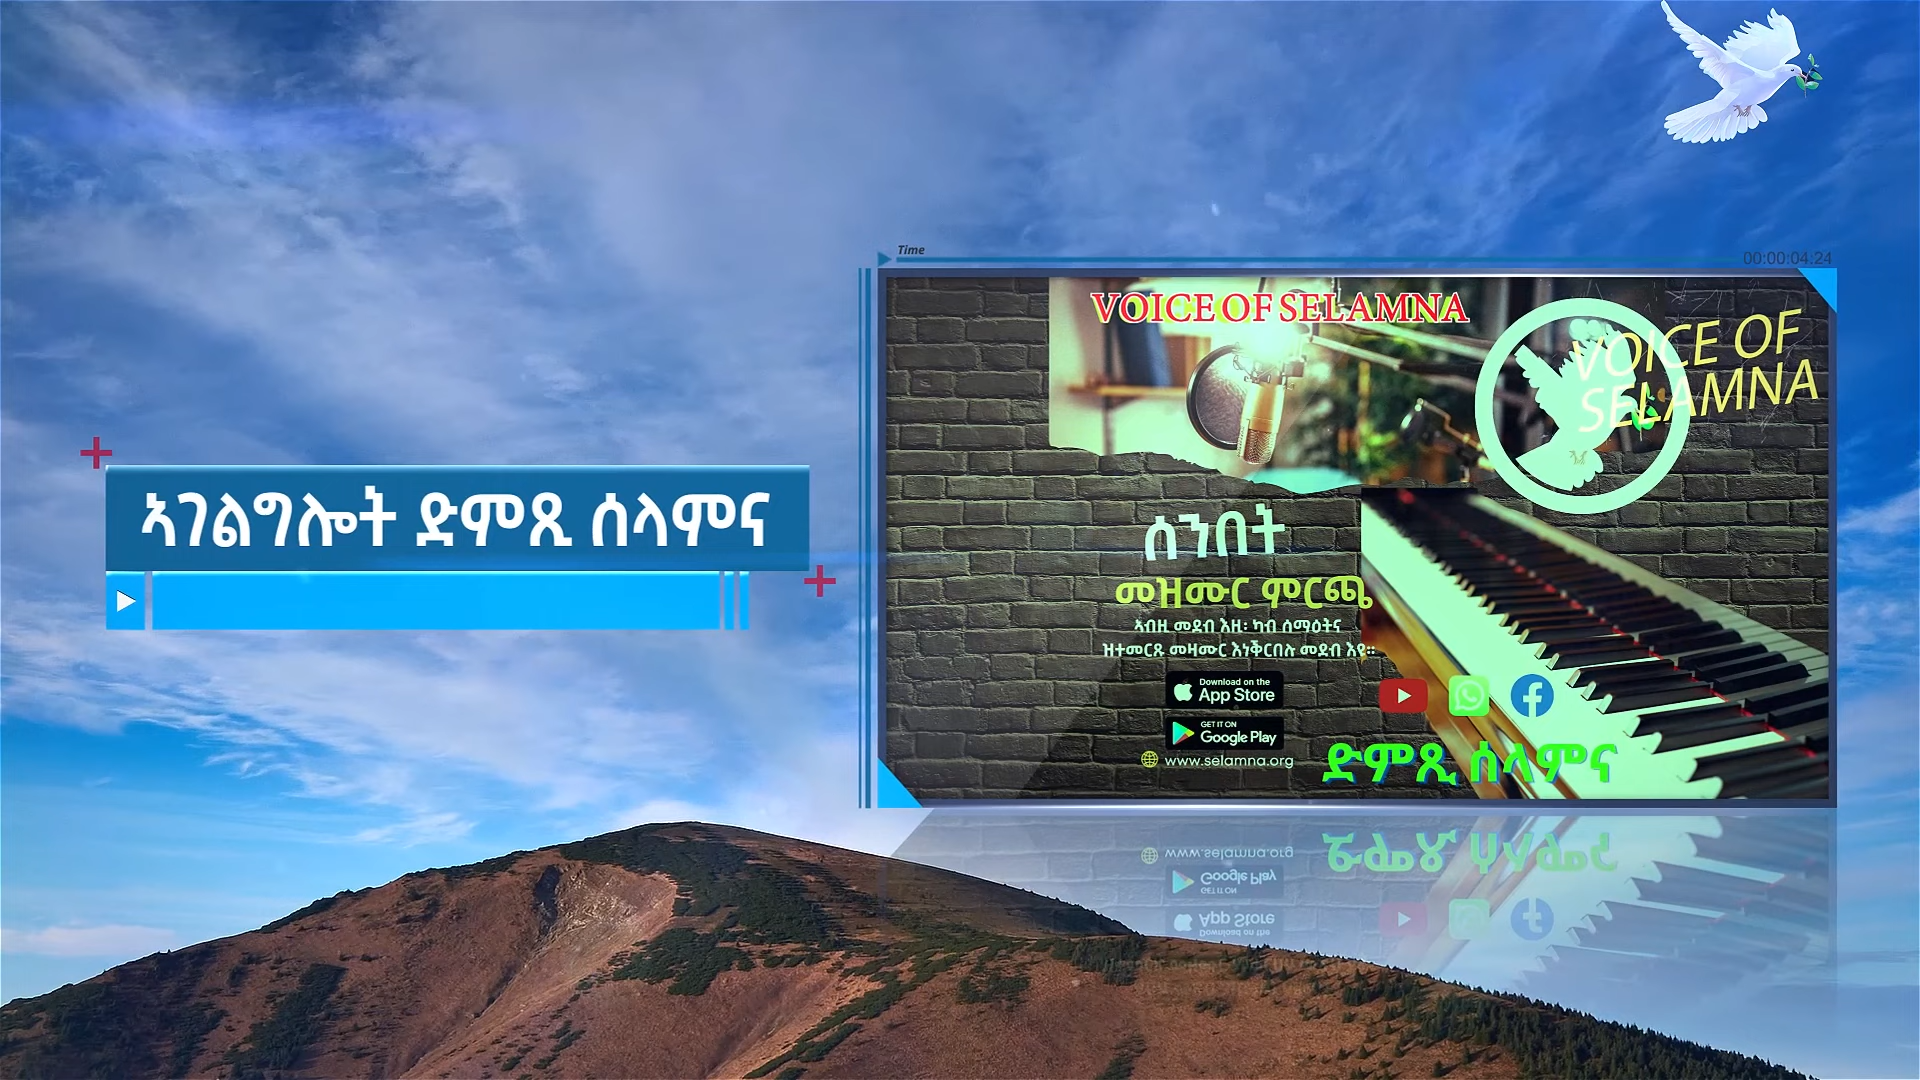 Time
00:00:04:24
VOICE OF SELAMNA
VOICE OF
SELAMNA
ኣገልግሎት ድምጺ ሰላምና
ሰንበት
መዝሙር ምርጫ
ኣብዚ መደብ እዚ፡ ካብ ሰማዕትና
ዝተመርጹ መዛሙር እነቕርበሉ መደብ እዩ።
Download on the
App Store
GET IT ON
Google Play
www.selamna.org
ድምጺ ሰላምና